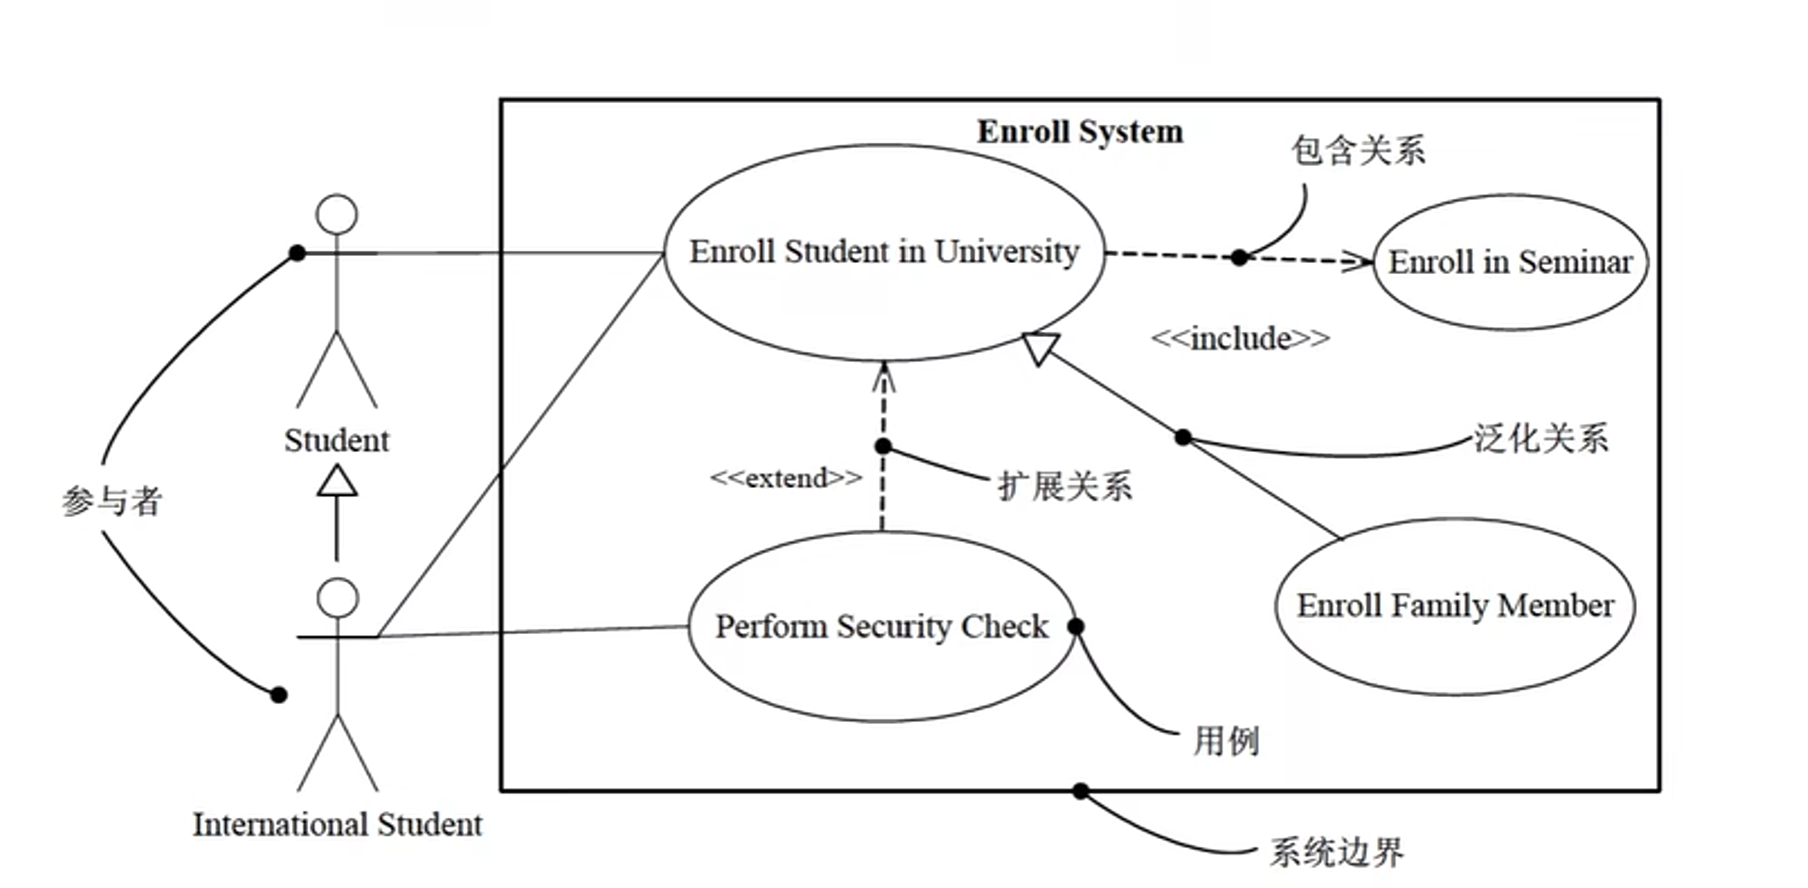 Enroll System
包含关系
Enroll Student in University
Enroll in Seminar
<<include>>
Student
泛化关系
<<extend>>
扩展关系
参与者
Enroll Family Member
Perform Security Check
用例
International Student
系统边界